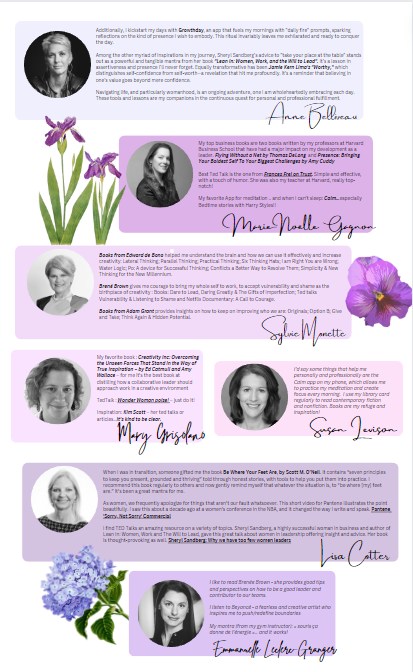 Additionally, I kickstart my days with Growthday, an app that fuels my mornings with "daily fire" prompts, sparking
reflections on the kind of presence I wish to embody. This ritual invariably leaves me exhilarated and ready to conquer
the day.
Among the other myriad of inspirations in my journey, Sheryl Sandberg's advice to "take your place at the table" stands
out as a powerful and tangible mantra from her book "Lean In: Women, Work, and the Will to Lead". It's a lesson in
assertiveness and presence I'll never forget. Equally transformative has been Jamie Kern Lima's "Worthy," which
distinguishes self-confidence from self-worth—a revelation that hit me profoundly. It's a reminder that believing in
one's value goes beyond mere confidence.
Navigating life, and particularly womanhood, is an ongoing adventure, one I am wholeheartedly embracing each day.
These tools and lessons are my companions in the continuous quest for personal and professional fulfillment.
Anne Belliveau
My top business books are two books written by my professors at Harvard
Business School that had a major impact on my development as a
leader. Flying Without a Net by Thomas DeLong and Presence: Bringing
Your Boldest Self To Your Biggest Challenges by Amy Cuddy
Best Ted Talk is the one from Frances Frei on Trust. Simple and effective,
with a touch of humor. She was also my teacher at Harvard, really top-
notch!
My favorite App for meditation .. and when I can't sleep: Calm...especially
Bedtime stories with Harry Styles!
Marie-Noelle Gagnon
Books from Edward de Bono helped me understand the brain and how we can use it effectively and increase
creativity: Lateral Thinking; Parallel Thinking; Practical Thinking; Six Thinking Hats; I am Right You are Wrong;
Water Logic; Po: A device for Successful Thinking; Conflicts a Better Way to Resolve Them; Simplicity & New
Thinking for the New Millennium.
Brené Brown gives me courage to bring my whole self to work, to accept vulnerability and shame as the
birthplace of creativity : Books; Dare to Lead, Daring Greatly & The Gifts of Imperfection; Ted talks
Vulnerability & Listening to Shame and Netflix Documentary: A Call to Courage.
Books from Adam Grant provides insights on how to keep on improving who we are: Originals; Option B; Give
and Take; Think Again & Hidden Potential.
Sylvie Monette
My favorite book : Creativity Inc: Overcoming
the Unseen Forces That Stand in the Way
of True Inspiration – by Ed Catmull and Amy
Wallace – for me it's the best book at
distilling how a collaborative leader should
approach work in a creative environment
TedTalk : Wonder Woman pose! – just do it!
Inspiration: Kim Scott – her ted talks or
articles...It's kind to be clear.
Mary Grisolano
I'd say some things that help me
personally and professionally are the
Calm app on my phone, which allows me
to practice my meditation and create
focus every morning. I use my library card
regularly to read contemporary fiction
and nonfiction. Books are my refuge and
inspiration!
Susan Levison
When I was in transition, someone gifted me the book Be Where Your Feet Are, by Scott M. O'Neil. It contains "seven principles
to keep you present, grounded and thriving" told through honest stories, with tools to help you put them into practice. I
recommend this book regularly to others and now gently remind myself that whatever the situation is, to "be where [my] feet
are." It's been a great mantra for me.
As women, we frequently apologize for things that aren't our fault whatsoever. This short video for Pantene illustrates the point
beautifully. I saw this about a decade ago at a women's conference in the NBA, and it changed the way I write and speak. Pantene
'Sorry, Not Sorry' Commercial
I find TED Talks an amazing resource on a variety of topics. Sheryl Sandberg, a highly successful woman in business and author of
Lean In: Women, Work and The Will to Lead, gave this great talk about women in leadership offering insight and advice. Her book
is thought-provoking as well. Sheryl Sandberg: Why we have too few women leaders
Lisa Cotter
I like to read Brenée Brown – she provides good tips
and perspectives on how to be a good leader and
contributor to our teams.
I listen to Beyoncé – a fearless and creative artist who
inspires me to push/redefine boundaries
My mantra (from my gym instructor): « souris ça
donne de l'énergie »… and it works!
Emmanuelle Leclerc-Granger